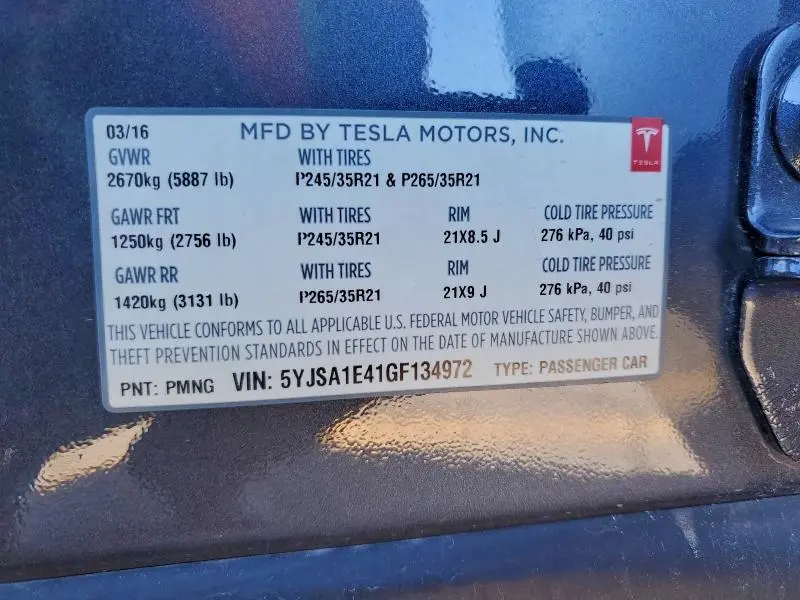 03/16 MFD BY TESLA MOTORS, INC.
TESLA
GVWR WITH TIRES
2670kg (5887 lb) P245/35R21 & P265/35R21
GAWR FRT WITH TIRES RIM COLD TIRE PRESSURE
1250kg (2756 lb) P245/35R21 21X8.5 J 276 kPa, 40 psi
GAWR RR WITH TIRES RIM COLD TIRE PRESSURE
1420kg (3131 lb) P265/35R21 21X9 J 276 kPa, 40 psi
THIS VEHICLE CONFORMS TO ALL APPLICABLE U.S. FEDERAL MOTOR VEHICLE SAFETY, BUMPER, AND
THEFT PREVENTION STANDARDS IN EFFECT ON THE DATE OF MANUFACTURE SHOWN ABOVE.
PNT: PMNG VIN: 5YJSA1E41GF134972 TYPE: PASSENGER CAR